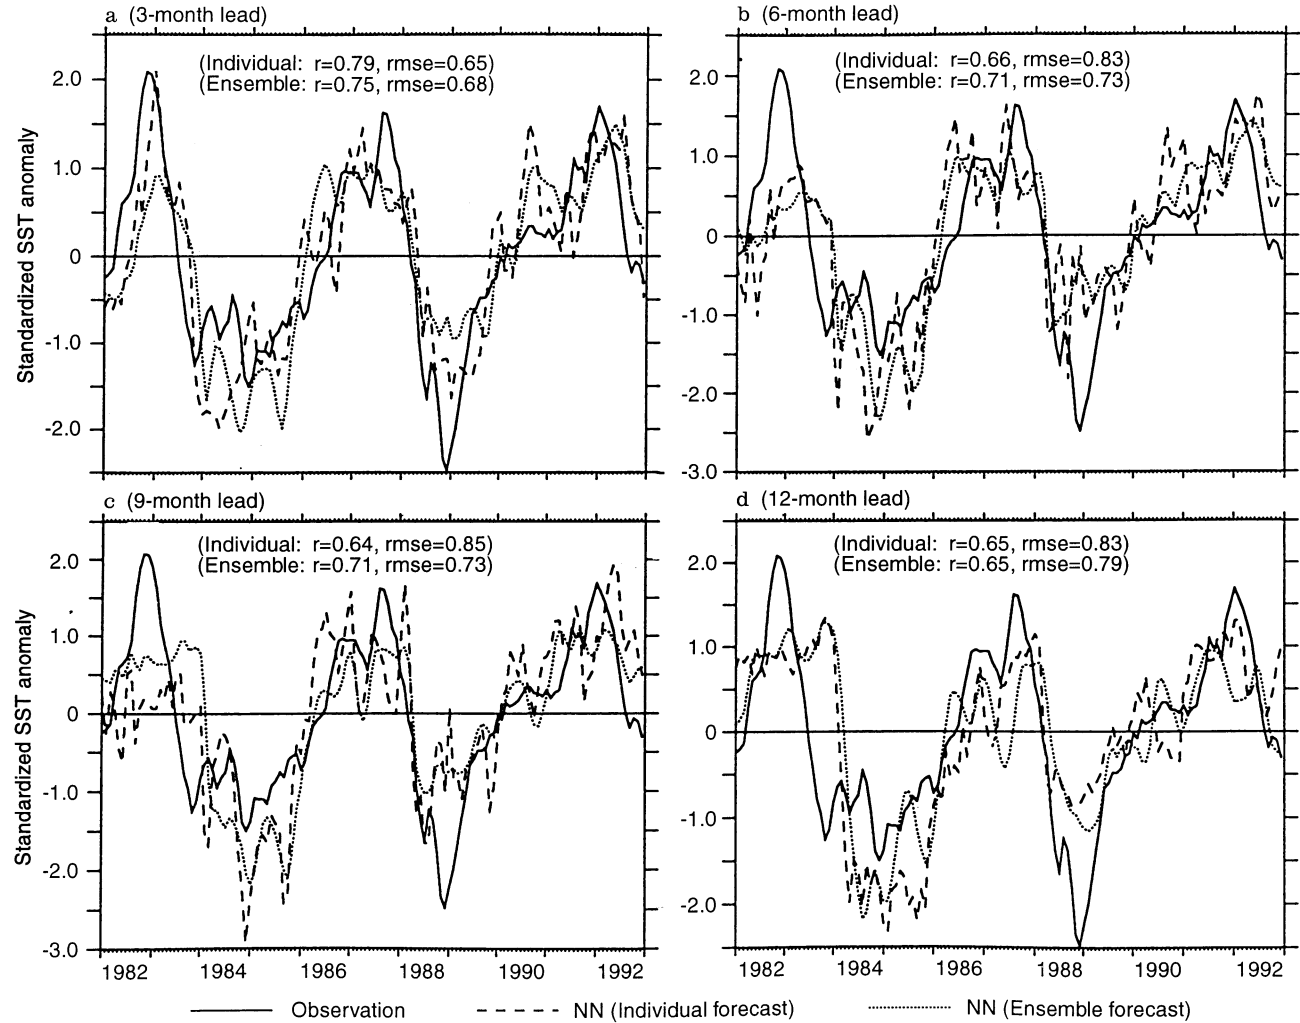 a (3-month lead)
(Individual: r=0.79, rmse=0.65)
(Ensemble: r=0.75, rmse=0.68)
Standardized SST anomaly
2.0
1.0
0
-1.0
-2.0
b (6-month lead)
(Individual: r=0.66, rmse=0.83)
(Ensemble: r=0.71, rmse=0.73)
2.0
1.0
0
-1.0
-2.0
-3.0
c (9-month lead)
(Individual: r=0.64, rmse=0.85)
(Ensemble: r=0.71, rmse=0.73)
Standardized SST anomaly
2.0
1.0
0
-1.0
-2.0
-3.0
1982 1984 1986 1988 1990 1992
d (12-month lead)
(Individual: r=0.65, rmse=0.83)
(Ensemble: r=0.65, rmse=0.79)
2.0
1.0
0
-1.0
-2.0
1982 1984 1986 1988 1990 1992
Observation NN (Individual forecast) NN (Ensemble forecast)